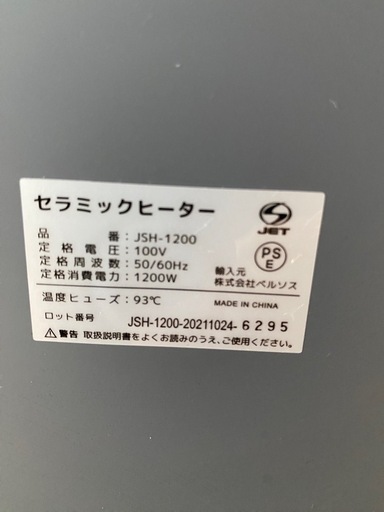 セラミックヒーター
JET
品 番：JSH-1200
定格電圧：100V
定格周波数：50/60Hz
定格消費電力：1200W
PS
E
輸入元
株式会社ベルソス
温度ヒューズ：93℃
MADE IN CHINA
ロット番号
JSH-1200-20211024-6295
⚠警告 取扱説明書をよくお読みのうえ、ご使用ください。